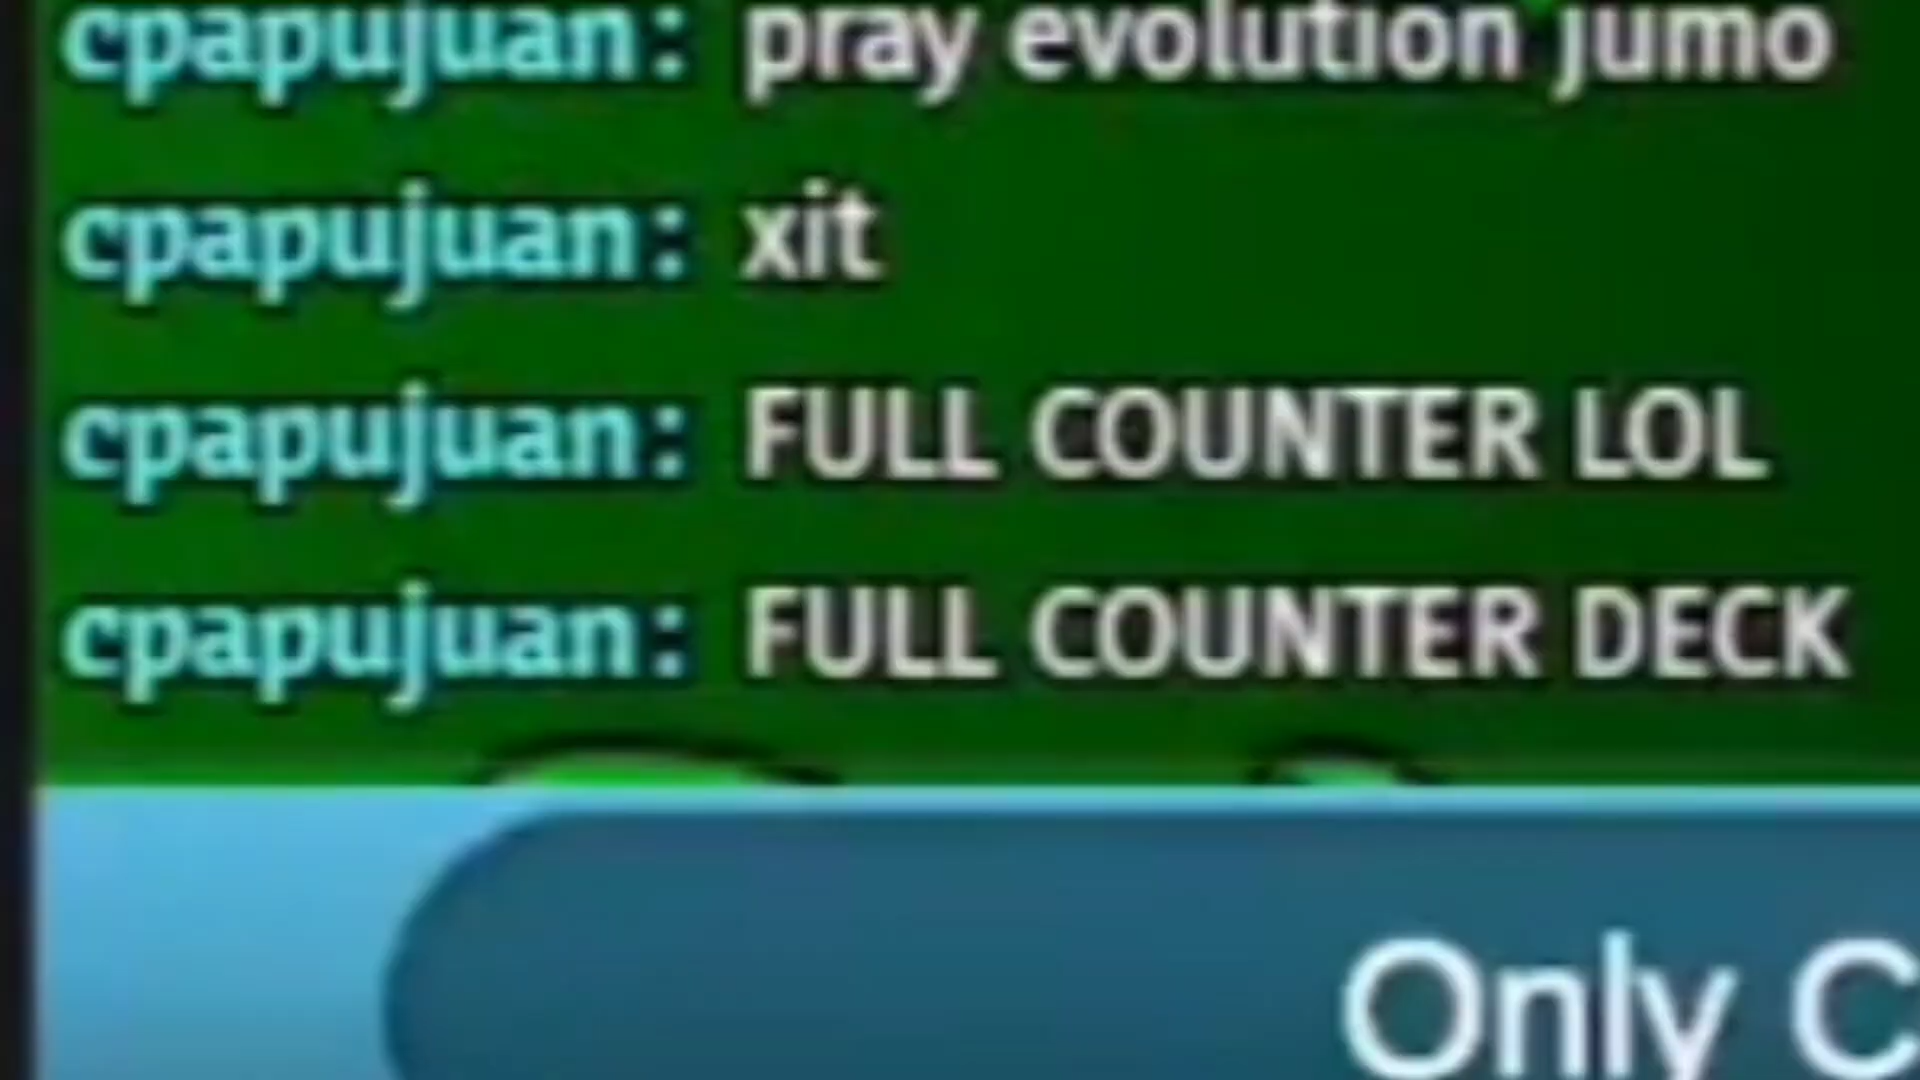 cpapujuan: pray evolution jumo
cpapujuan: xit
cpapujuan: FULL COUNTER LOL
cpapujuan: FULL COUNTER DECK
Only C